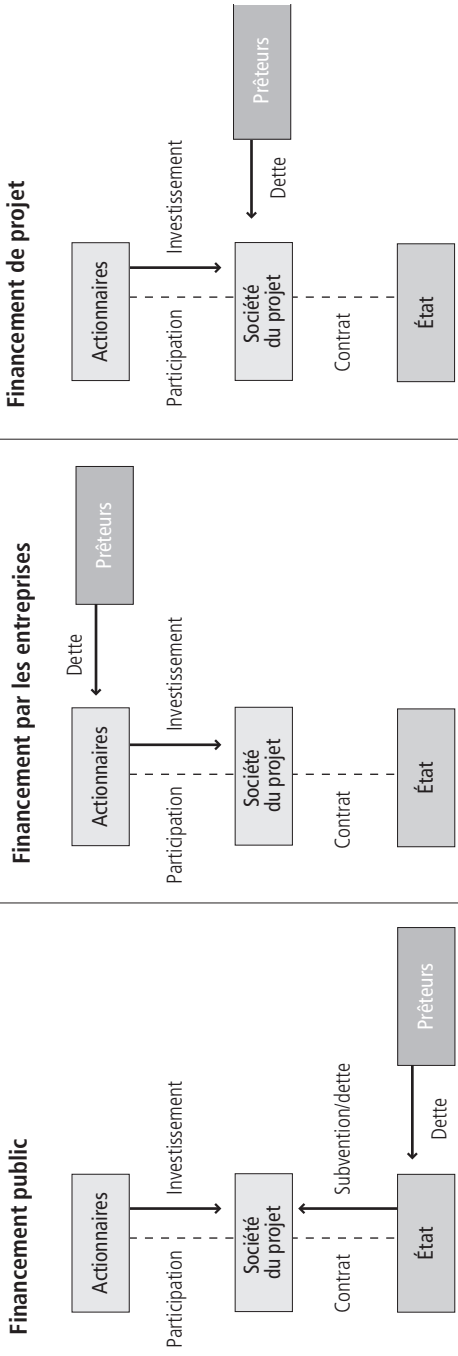 Financement public
Actionnaires
Participation
Investissement
Société
du projet
Contrat
Subvention/dette
État
Dette
Prêteurs
Financement par les entreprises
Dette
Prêteurs
Actionnaires
Participation
Investissement
Société
du projet
Contrat
État
Financement de projet
Actionnaires
Participation
Investissement
Société
du projet
Dette
Prêteurs
Contrat
État